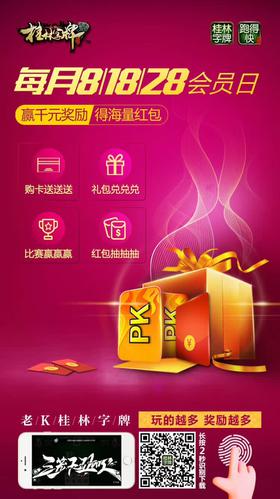 桂林字牌
桂林字牌
跑得快
每月8/18/28会员日
赢千元奖励 得海量红包
购卡送送送
礼包兑兑兑
比赛赢赢赢
红包抽抽抽
PK
PK
¥
老K桂林字牌
玩的越多 奖励越多
长按2秒识别下载